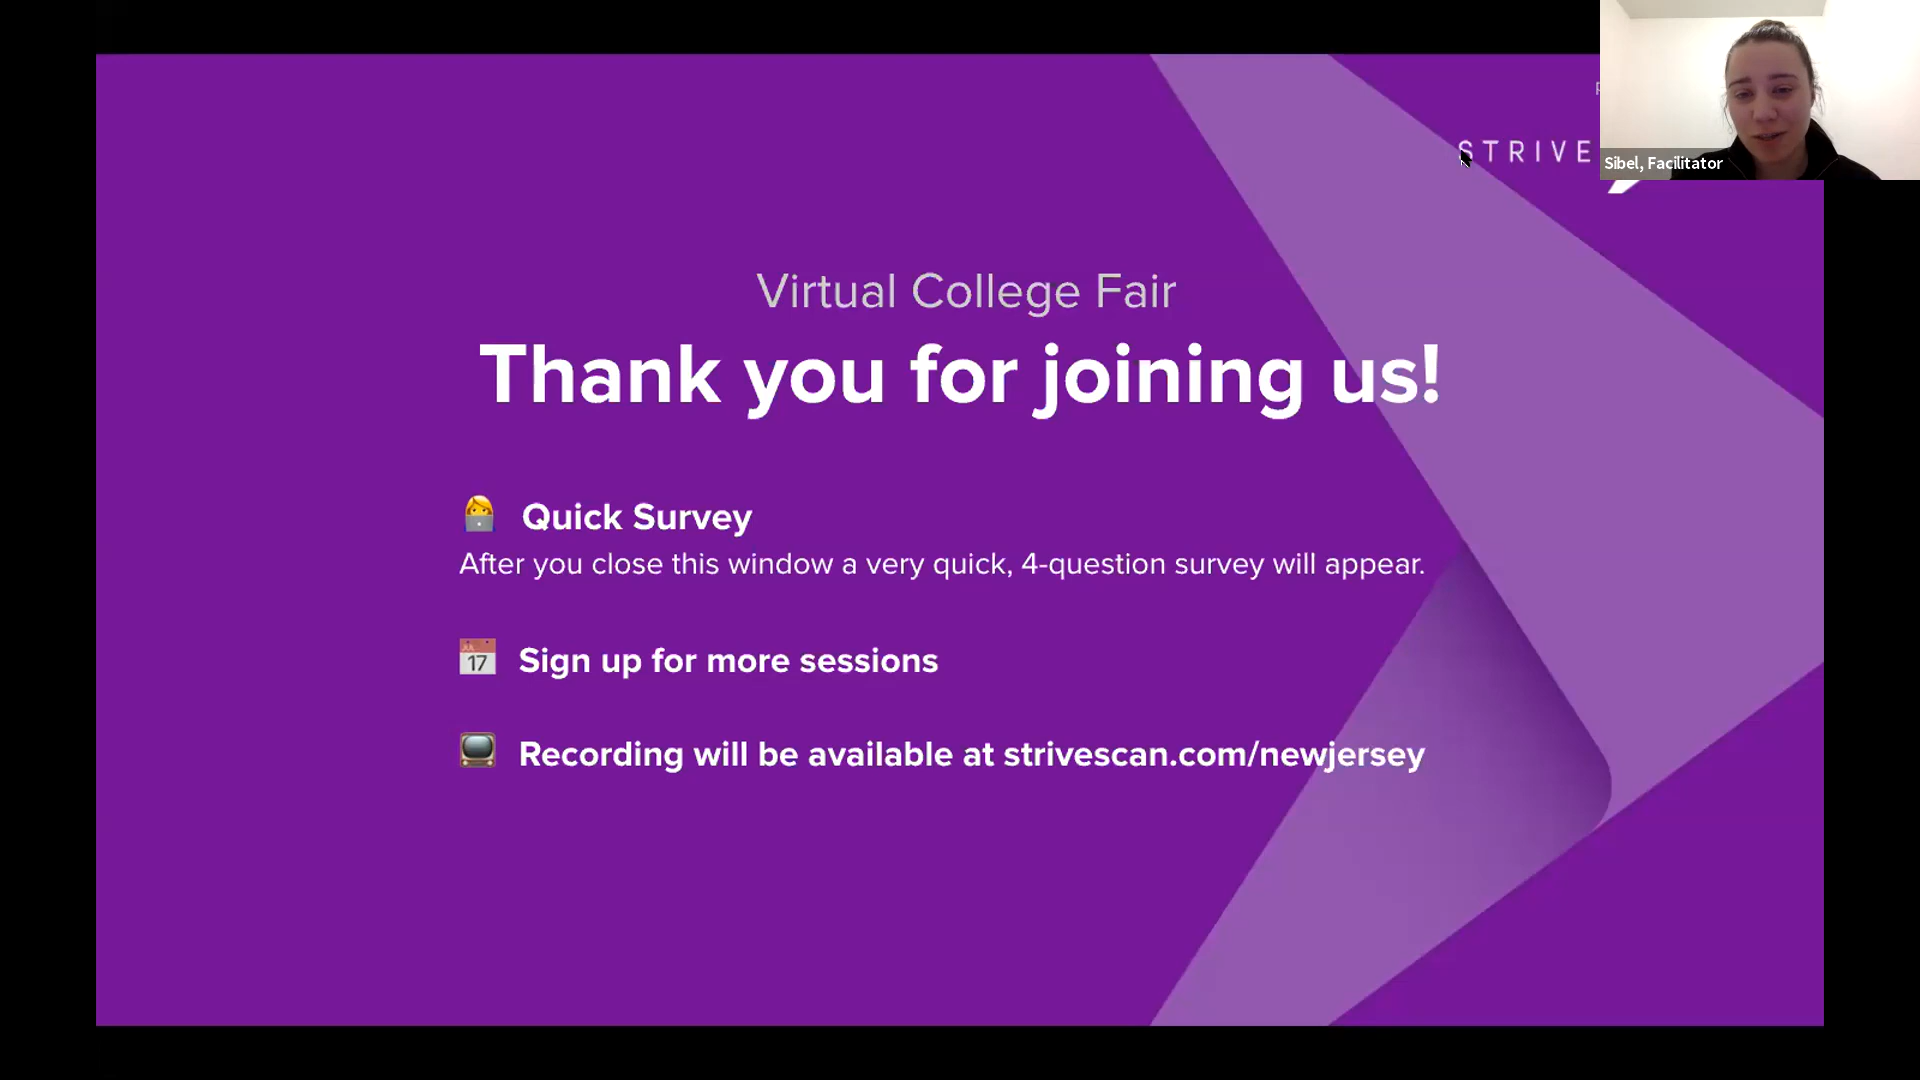 STRIVE
Sibel, Facilitator
Virtual College Fair
Thank you for joining us!
Quick Survey
After you close this window a very quick, 4-question survey will appear.
JUL
17
Sign up for more sessions
Recording will be available at strivescan.com/newjersey